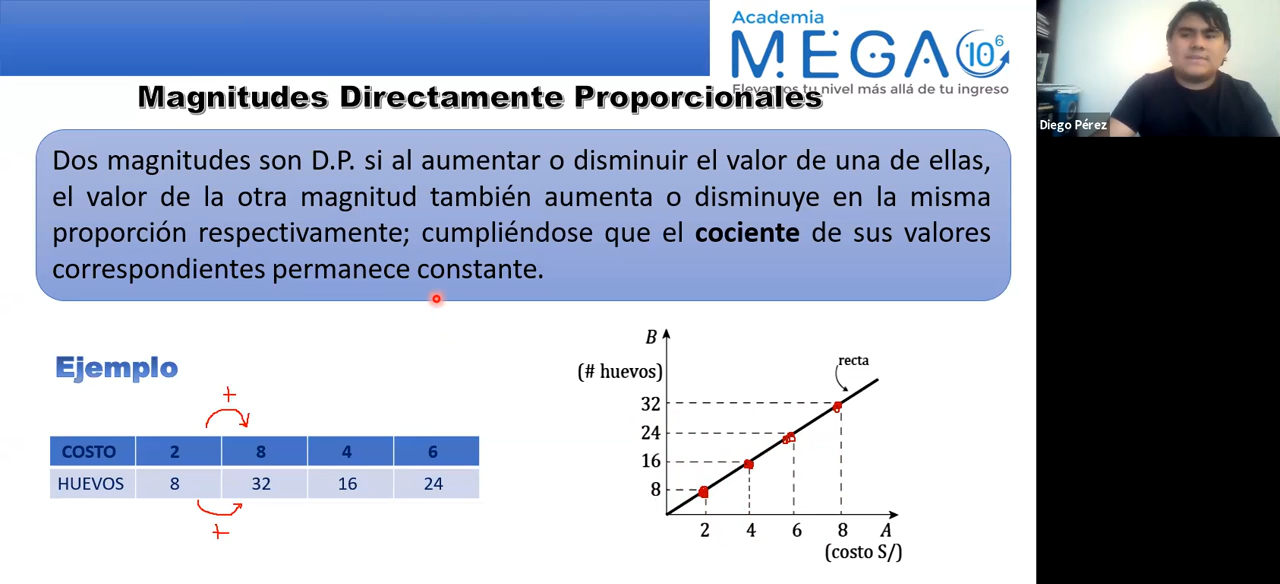 Academia
MEGA 10⁶
Elevamos tu nivel más allá de tu ingreso
Magnitudes Directamente Proporcionales
Diego Pérez
Dos magnitudes son D.P. si al aumentar o disminuir el valor de una de ellas,
el valor de la otra magnitud también aumenta o disminuye en la misma
proporción respectivamente; cumpliéndose que el cociente de sus valores
correspondientes permanece constante.
Ejemplo
+
COSTO 2 8 4 6
HUEVOS 8 32 16 24
+
B
(# huevos)
recta
32
24
16
8
2 4 6 8 A
(costo S/)